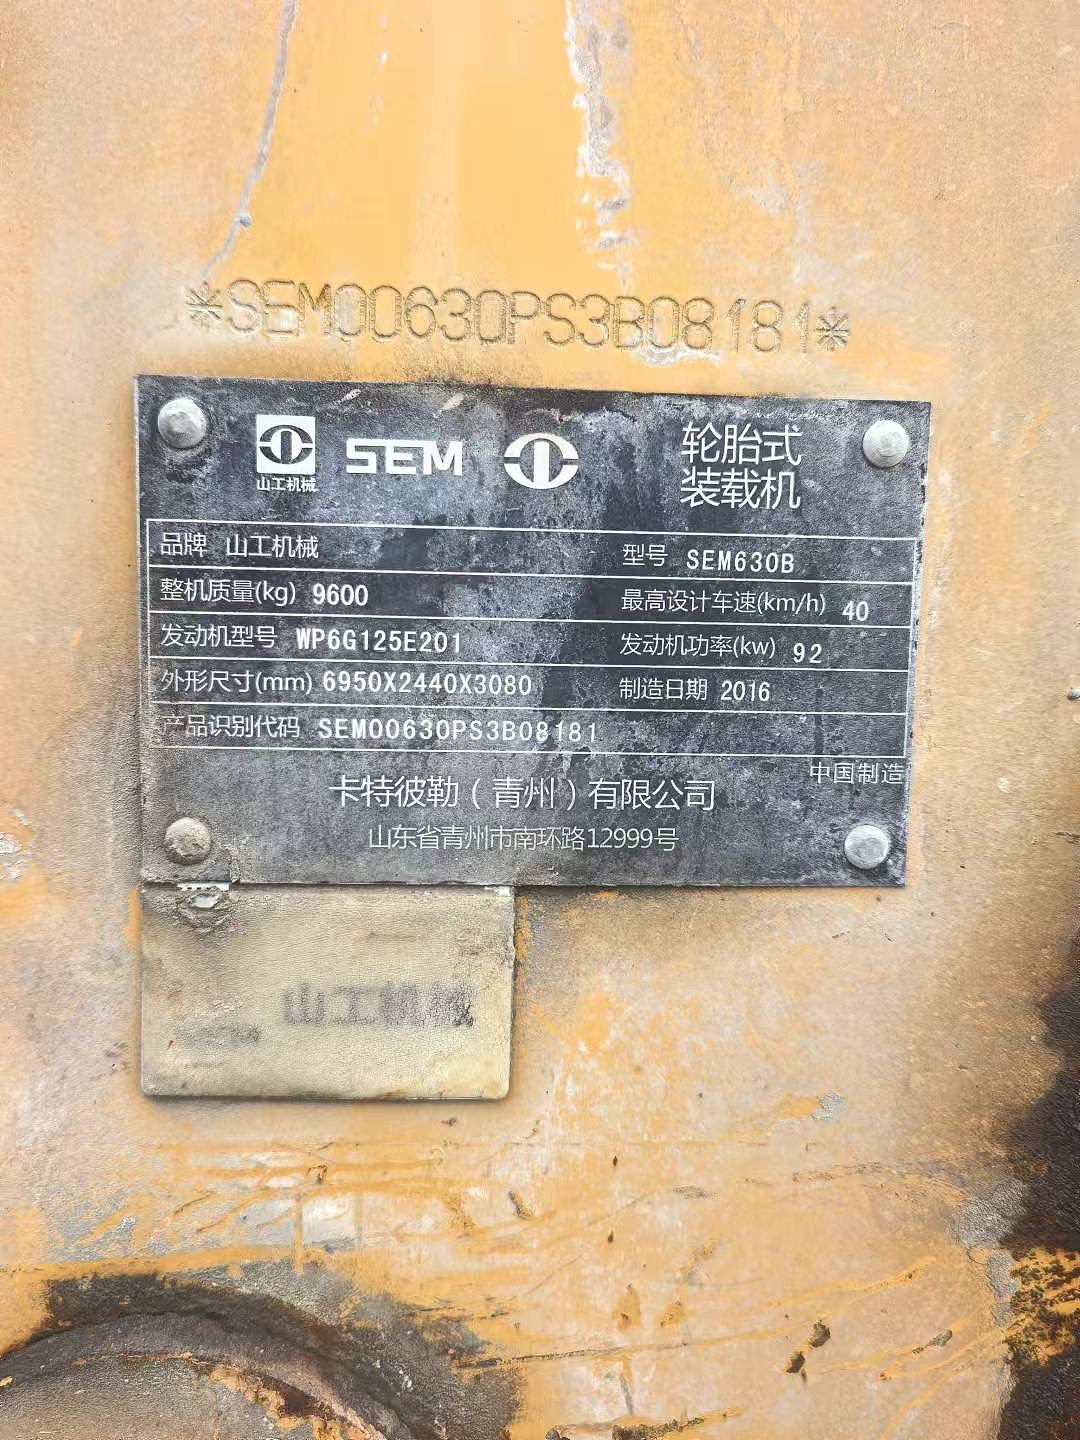 *SEM00630PS3B08181*
山工机械
SEM
轮胎式
装载机
品牌 山工机械
型号 SEM630B
整机质量(kg) 9600
最高设计车速(km/h) 40
发动机型号 WP6G125E201
发动机功率(kw) 92
外形尺寸(mm) 6950X2440X3080
制造日期 2016
产品识别代码 SEM00630PS3B08181
中国制造
卡特彼勒（青州）有限公司
山东省青州市南环路12999号
山工机械